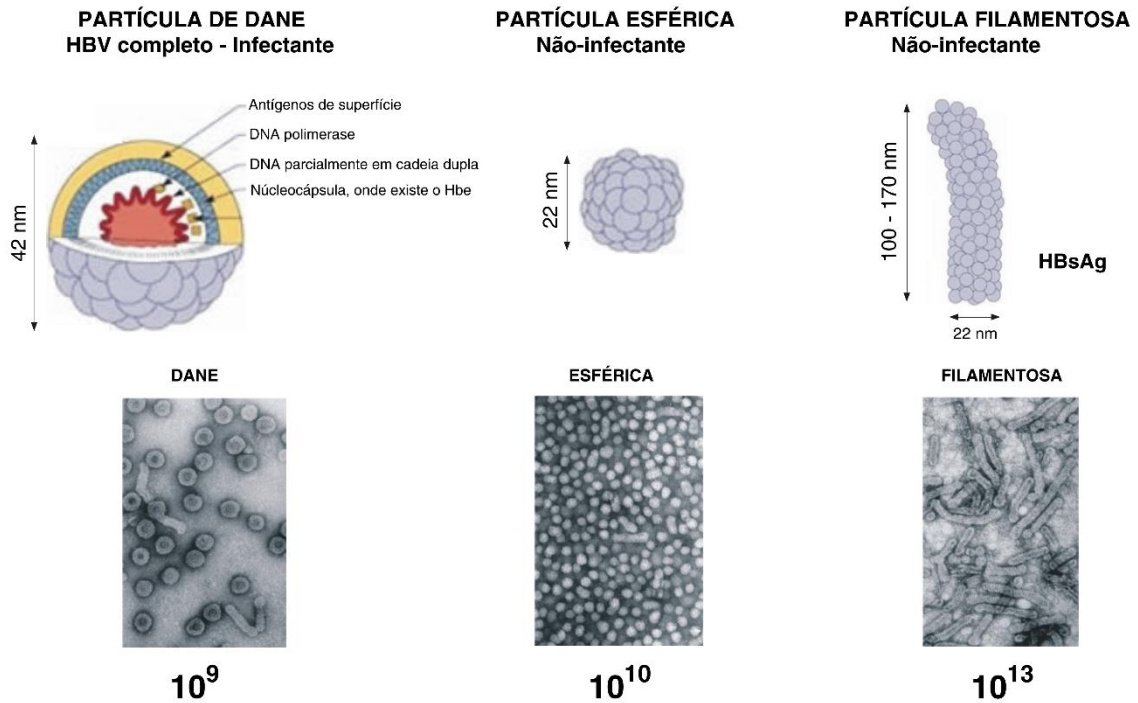 PARTÍCULA DE DANE
HBV completo - Infectante
PARTÍCULA ESFÉRICA
Não-infectante
PARTÍCULA FILAMENTOSA
Não-infectante
42 nm
Antígenos de superfície
DNA polimerase
DNA parcialmente em cadeia dupla
Núcleocápsula, onde existe o Hbe
22 nm
100 - 170 nm
HBsAg
22 nm
DANE
ESFÉRICA
FILAMENTOSA
10⁹
10¹⁰
10¹³